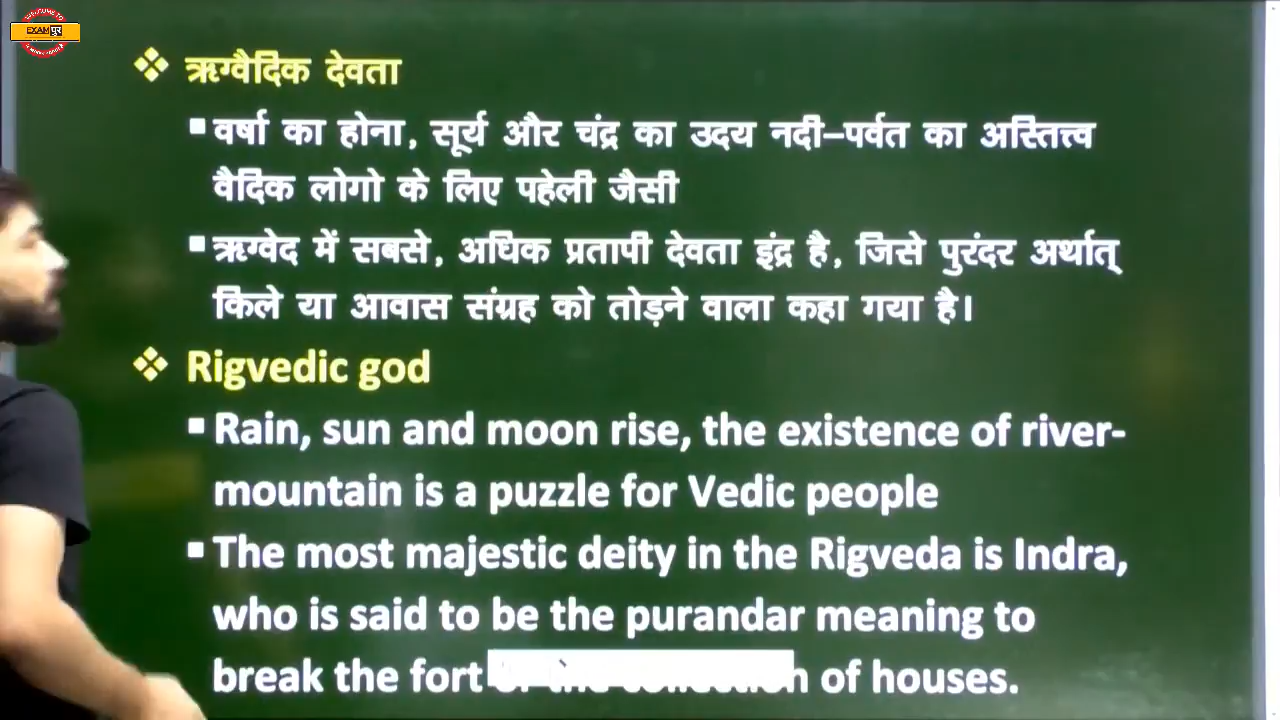 WELCOME TO
EXAM पुर
❖ ऋग्वैदिक देवता
▪ वर्षा का होना, सूर्य और चंद्र का उदय नदी–पर्वत का अस्तित्त्व
वैदिक लोगो के लिए पहेली जैसी
▪ ऋग्वेद में सबसे, अधिक प्रतापी देवता इंद्र है, जिसे पुरंदर अर्थात्
किले या आवास संग्रह को तोड़ने वाला कहा गया है।
❖ Rigvedic god
▪ Rain, sun and moon rise, the existence of river-
mountain is a puzzle for Vedic people
▪ The most majestic deity in the Rigveda is Indra,
who is said to be the purandar meaning to
break the fort of houses.